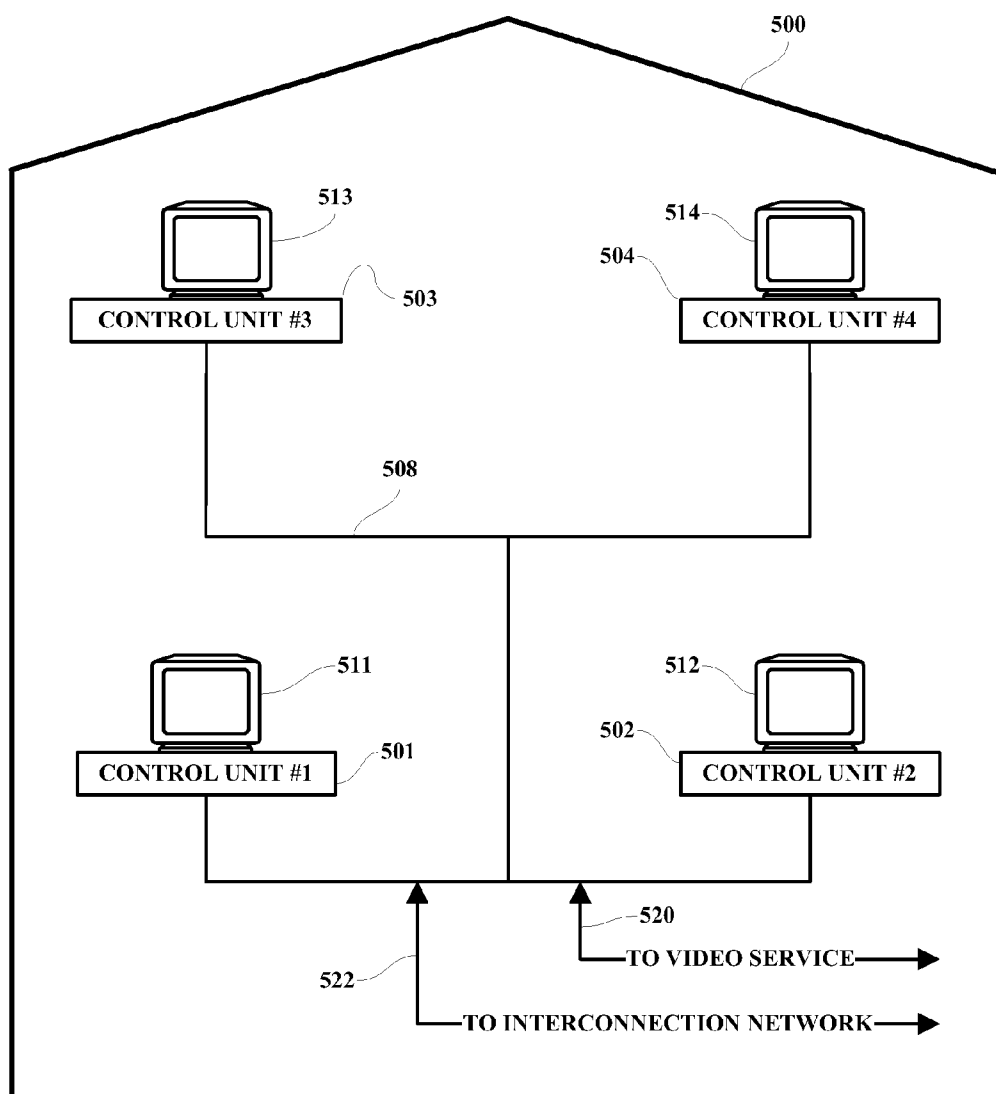 500
513
514
504
503
CONTROL UNIT #3
CONTROL UNIT #4
508
511
512
501
502
CONTROL UNIT #1
CONTROL UNIT #2
520
TO VIDEO SERVICE
522
TO INTERCONNECTION NETWORK